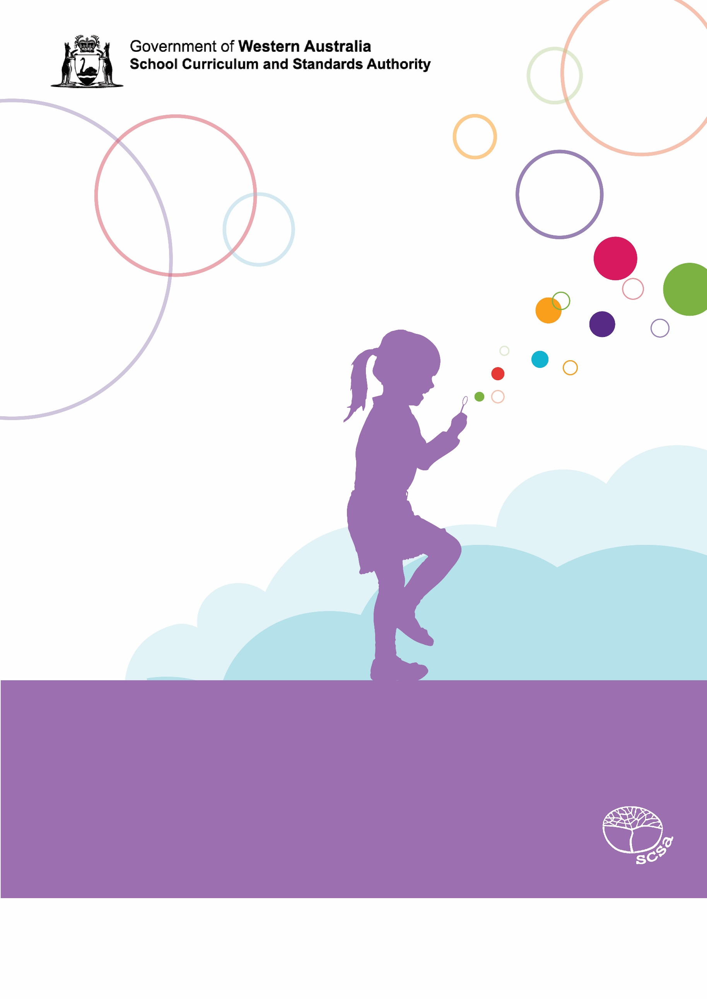 Government of Western Australia
School Curriculum and Standards Authority
scsa